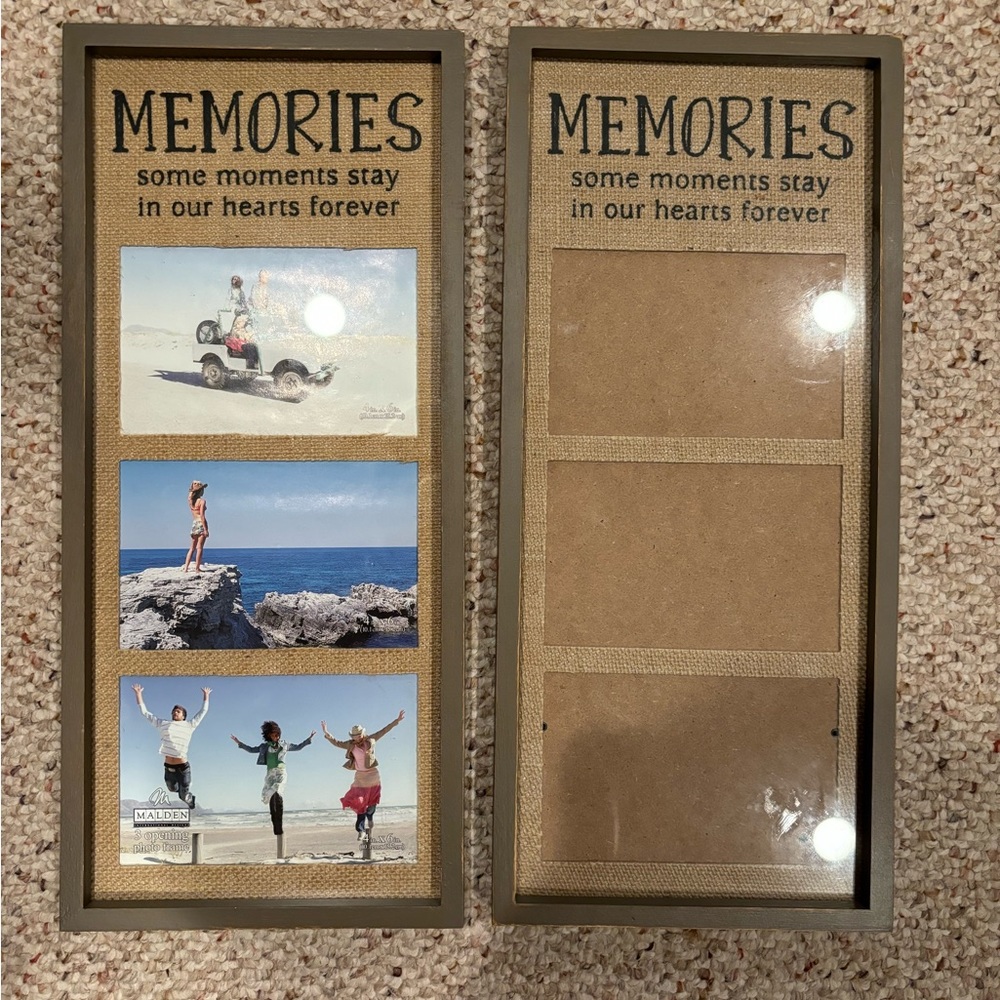 MEMORIES
some moments stay
in our hearts forever
MEMORIES
some moments stay
in our hearts forever
MALDEN
3 opening
photo frame